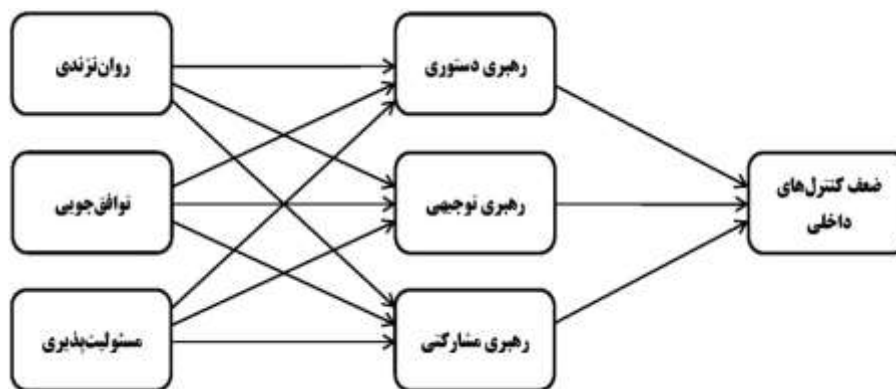 روان‌نژندی
رهبری دستوری
توافق‌جویی
رهبری توجیهی
ضعف کنترل‌های
داخلی
مسئولیت‌پذیری
رهبری مشارکتی